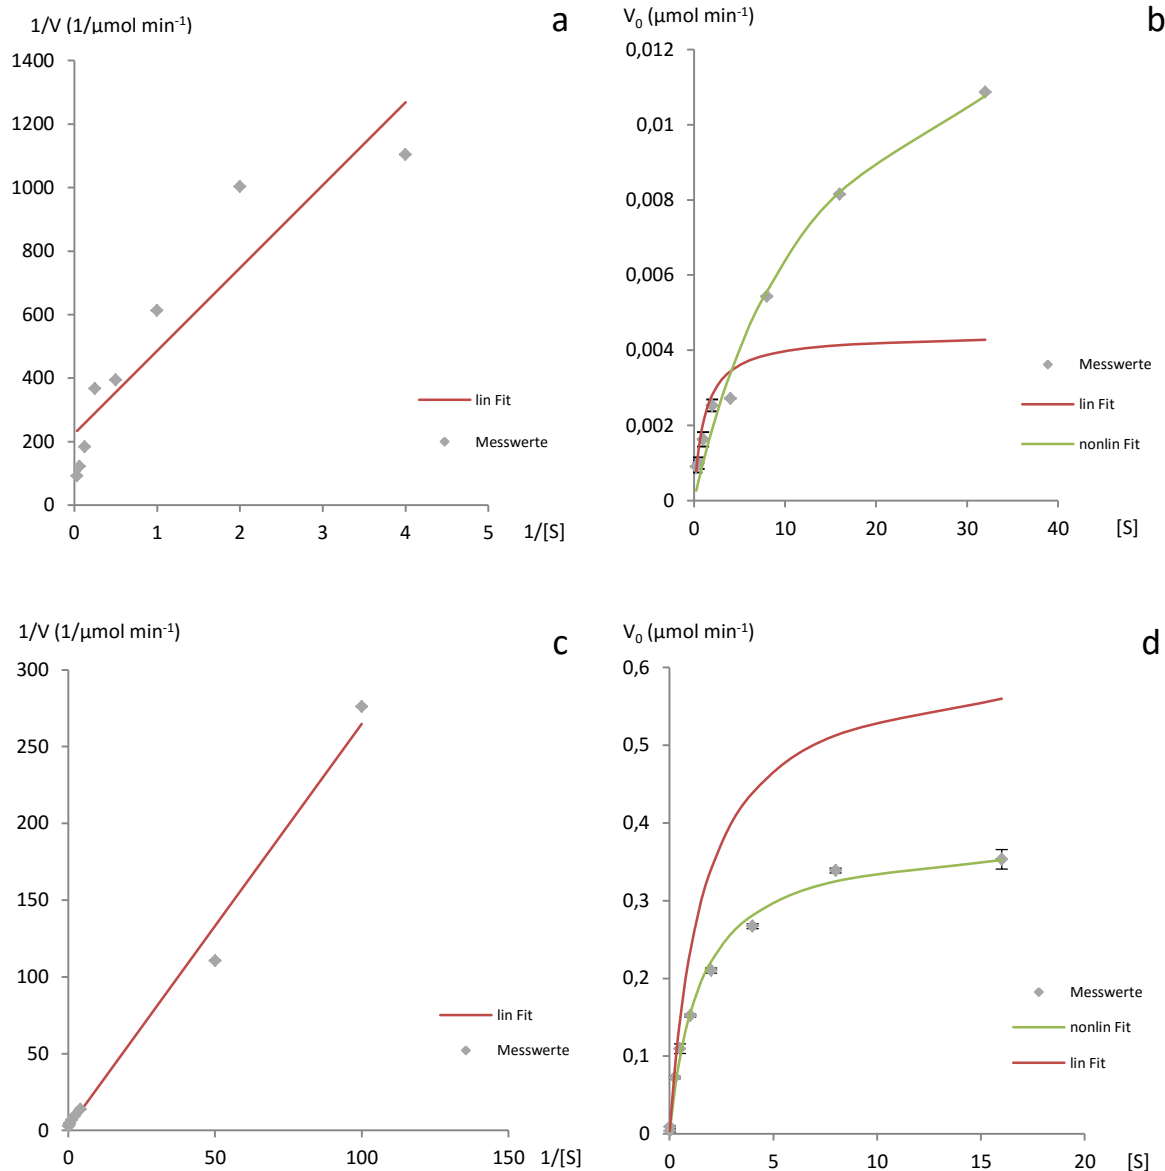 1/V (1/µmol min⁻¹)
a
1400
1200
1000
800
600
400
200
0
0
1
2
3
4
5
1/[S]
lin Fit
Messwerte
V₀ (µmol min⁻¹)
b
0,012
0,01
0,008
0,006
0,004
0,002
0
0
10
20
30
40
[S]
Messwerte
lin Fit
nonlin Fit
1/V (1/µmol min⁻¹)
c
300
250
200
150
100
50
0
0
50
100
150
1/[S]
lin Fit
Messwerte
V₀ (µmol min⁻¹)
d
0,6
0,5
0,4
0,3
0,2
0,1
0
0
5
10
15
20
[S]
Messwerte
nonlin Fit
lin Fit